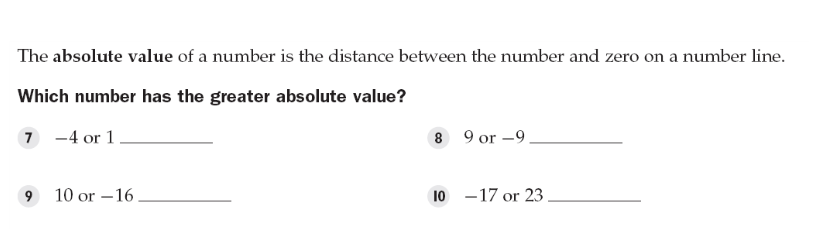 The absolute value of a number is the distance between the number and zero on a number line.
Which number has the greater absolute value?
7 −4 or 1 ________
8 9 or −9 ________
9 10 or −16 ________
10 −17 or 23 ________